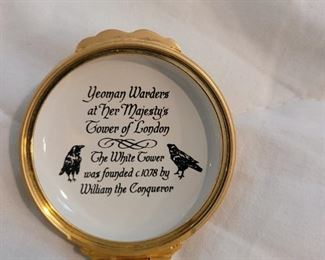 Yeoman Warders
at Her Majesty's
Tower of London
The White Tower
was founded c.1078 by
William the Conqueror